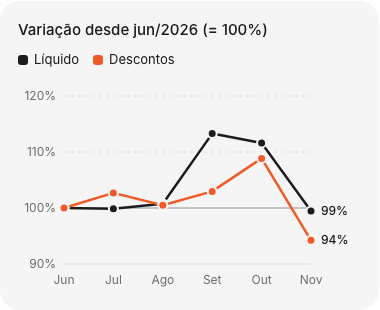 Variação desde jun/2026 (= 100%)
Líquido Descontos
120%
110%
100%
90%
99%
94%
Jun Jul Ago Set Out Nov